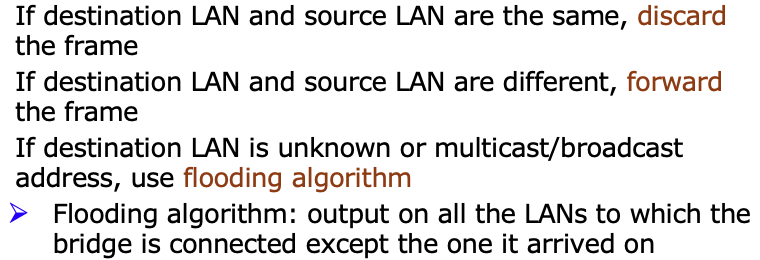 If destination LAN and source LAN are the same, discard
the frame
If destination LAN and source LAN are different, forward
the frame
If destination LAN is unknown or multicast/broadcast
address, use flooding algorithm
➢ Flooding algorithm: output on all the LANs to which the
bridge is connected except the one it arrived on